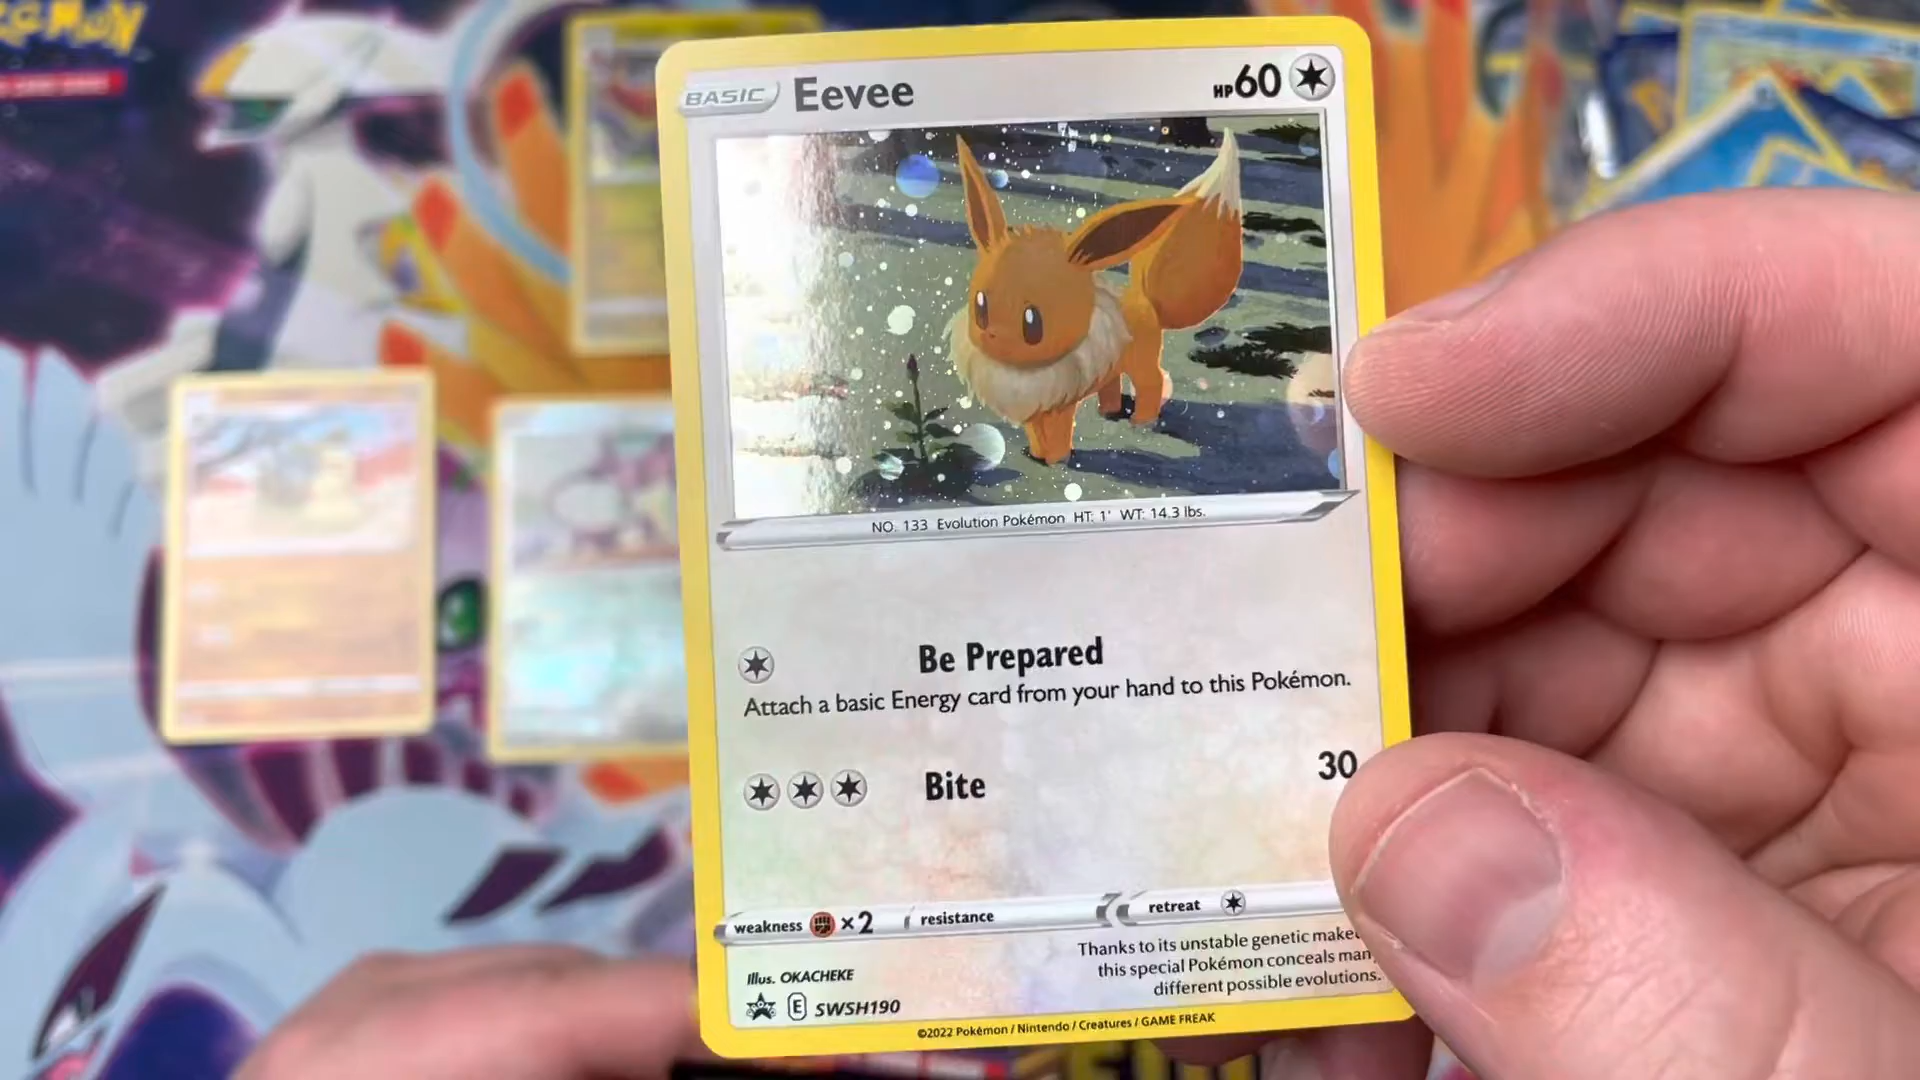 BASIC Eevee HP60
NO. 133 Evolution Pokémon HT: 1' WT: 14.3 lbs.
Be Prepared
Attach a basic Energy card from your hand to this Pokémon.
Bite 30
weakness ×2 resistance retreat
Thanks to its unstable genetic
this special Pokémon conceals
different possible evolutions.
Illus. OKACHEKE
E SWSH190
©2022 Pokémon / Nintendo / Creatures / GAME FREAK